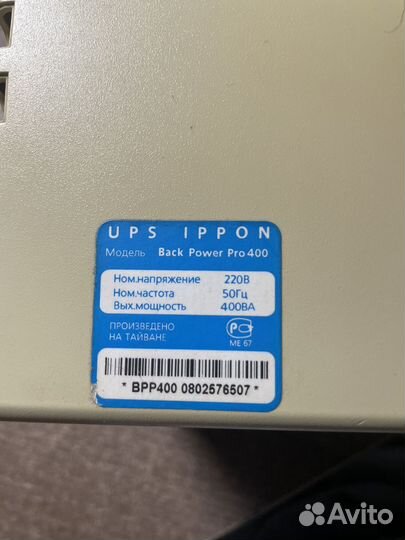 UPS IPPON
Модель Back Power Pro 400
Ном.напряжение 220В
Ном.частота 50Гц
Вых.мощность 400ВА
ПРОИЗВЕДЕНО
НА ТАЙВАНЕ
МЕ 67
* BPP400 0802576507 *
Avito